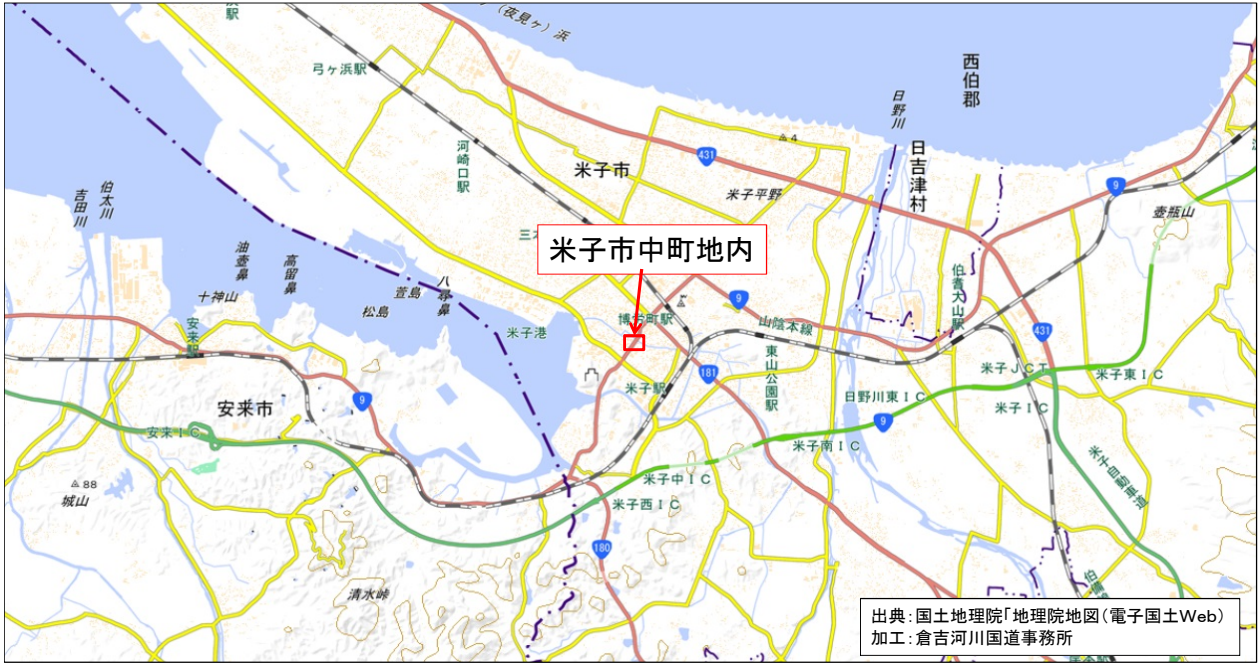 (夜見ヶ)浜
弓ヶ浜駅
西伯郡
日野川
4
431
河崎口駅
米子市
日吉津村
米子平野
9
伯太川
吉田川
壺瓶山
米子市中町地内
油壷鼻
高留鼻
八尋鼻
萱島
松島
十神山
伯耆大山駅
9
博労町駅
山陰本線
安来駅
米子港
431
東山公園駅
米子JCT
米子東IC
181
米子駅
日野川東IC
米子IC
9
安来市
9
安来IC
米子南IC
米子自動車道
米子中IC
88
城山
米子西IC
180
清水峠
出典:国土地理院「地理院地図(電子国土Web)
加工:倉吉河川国道事務所